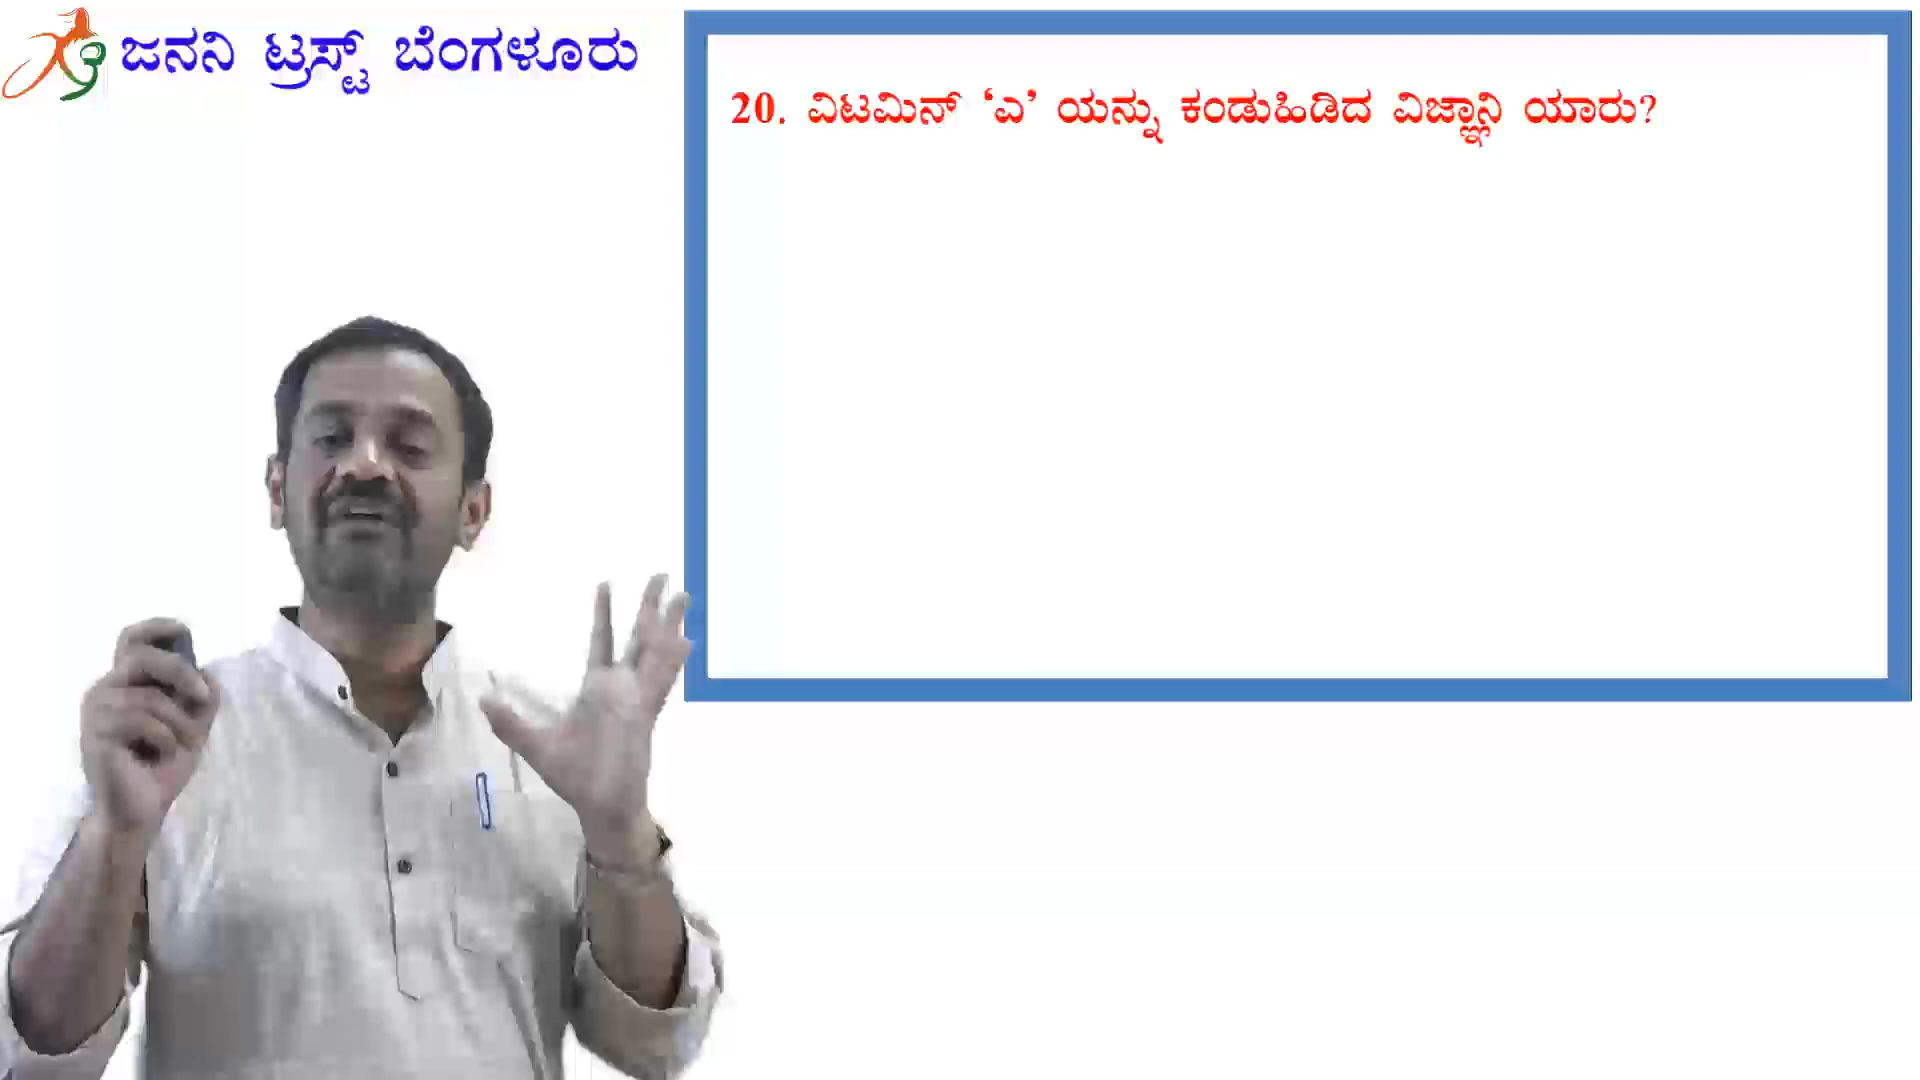 ಜನನಿ ಟ್ರಸ್ಟ್ ಬೆಂಗಳೂರು
20. ವಿಟಮಿನ್ ‘ಎ’ ಯನ್ನು ಕಂಡುಹಿಡಿದ ವಿಜ್ಞಾನಿ ಯಾರು?